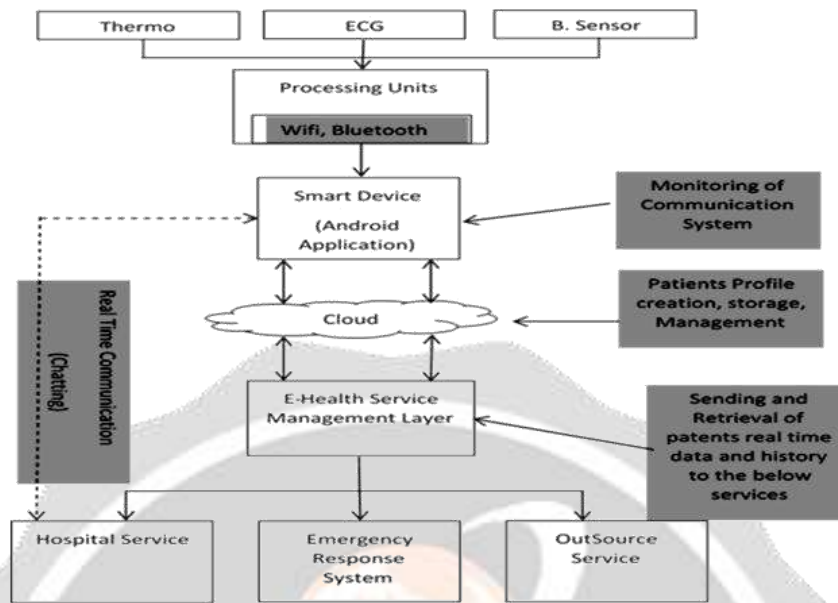 Thermo
ECG
B. Sensor
Processing Units
Wifi, Bluetooth
Smart Device
(Android
Application)
Monitoring of
Communication
System
Cloud
Patients Profile
creation, storage,
Management
Real Time Communication
(Chatting)
E-Health Service
Management Layer
Sending and
Retrieval of
patents real time
data and history
to the below
services
Hospital Service
Emergency
Response
System
OutSource
Service